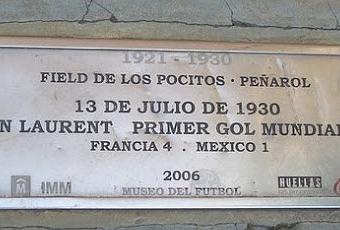 1921 - 1930
FIELD DE LOS POCITOS · PEÑAROL
13 DE JULIO DE 1930
N LAURENT PRIMER GOL MUNDIA
FRANCIA 4 . MEXICO 1
2006
IMM MUSEO DEL FUTBOL HUELLAS